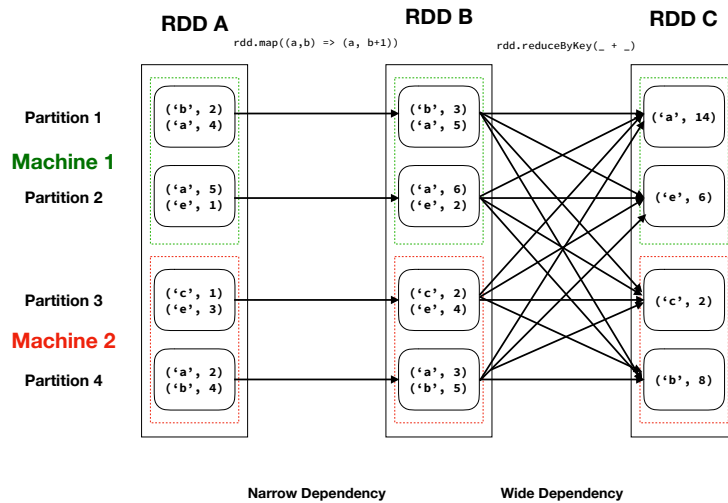 RDD A
RDD B
RDD C
rdd.map((a,b) => (a, b+1))
rdd.reduceByKey(_ + _)
Partition 1
(‘b’, 2)
(‘a’, 4)
(‘b’, 3)
(‘a’, 5)
(‘a’, 14)
Machine 1
Partition 2
(‘a’, 5)
(‘e’, 1)
(‘a’, 6)
(‘e’, 2)
(‘e’, 6)
Partition 3
(‘c’, 1)
(‘e’, 3)
(‘c’, 2)
(‘e’, 4)
(‘c’, 2)
Machine 2
Partition 4
(‘a’, 2)
(‘b’, 4)
(‘a’, 3)
(‘b’, 5)
(‘b’, 8)
Narrow Dependency
Wide Dependency